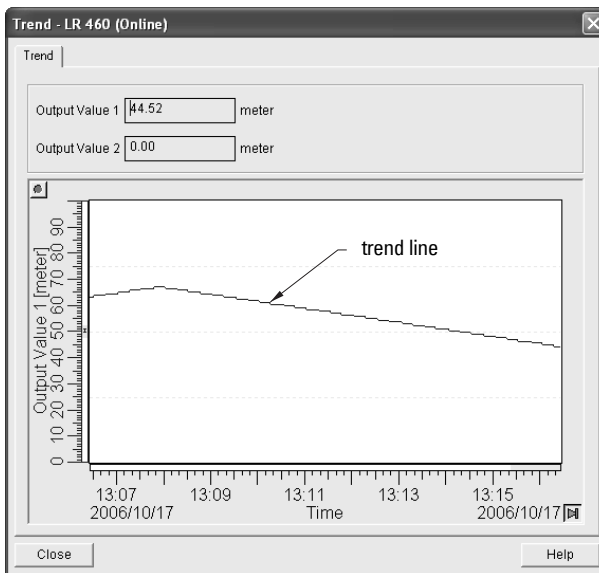 Trend - LR 460 (Online)
Trend
Output Value 1 44.52 meter
Output Value 2 0.00 meter
Output Value 1 [meter]
90
80
70
60
50
40
30
20
10
0
trend line
13:07 13:09 13:11 13:13 13:15
2006/10/17 Time 2006/10/17
Close Help